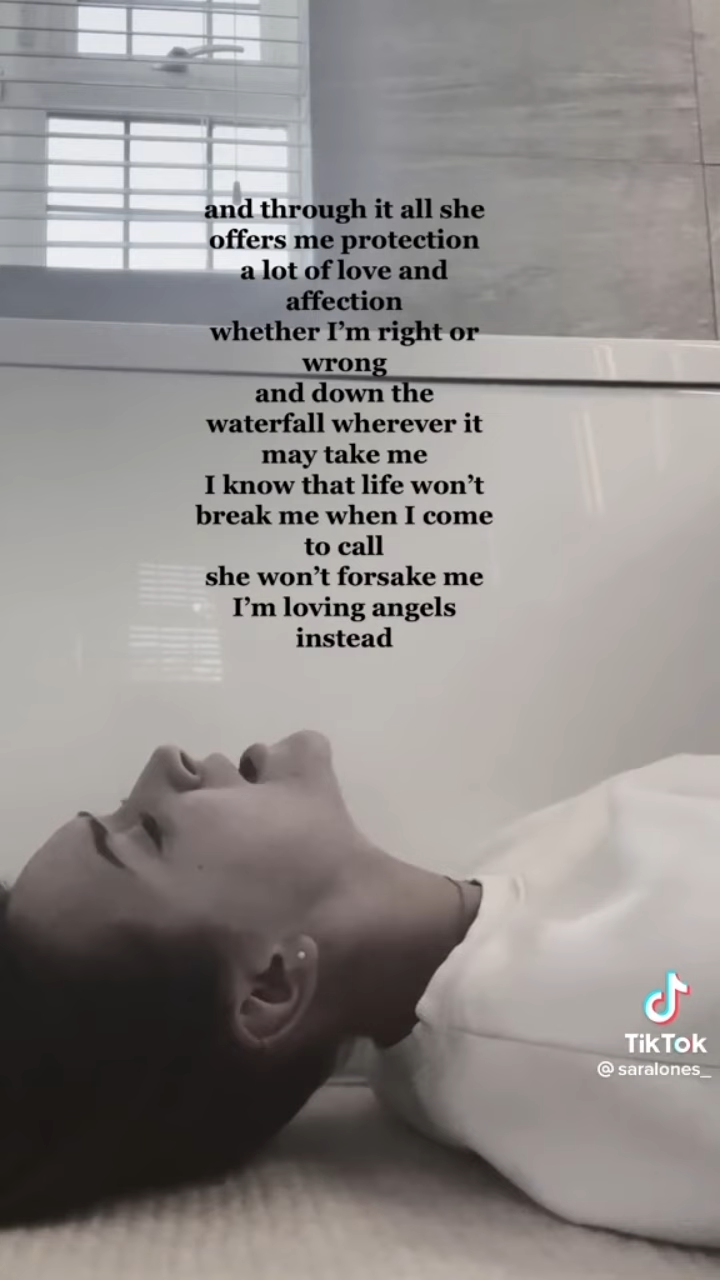 and through it all she
offers me protection
a lot of love and
affection
whether I'm right or
wrong
and down the
waterfall wherever it
may take me
I know that life won't
break me when I come
to call
she won't forsake me
I'm loving angels
instead
TikTok
@saralones_